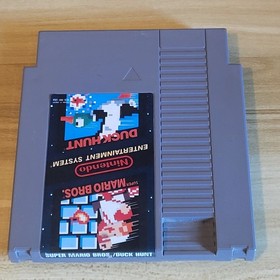 SUPER MARIO BROS./DUCK HUNT
SUPER
MARIO BROS.
Nintendo
ENTERTAINMENT SYSTEM
DUCK HUNT